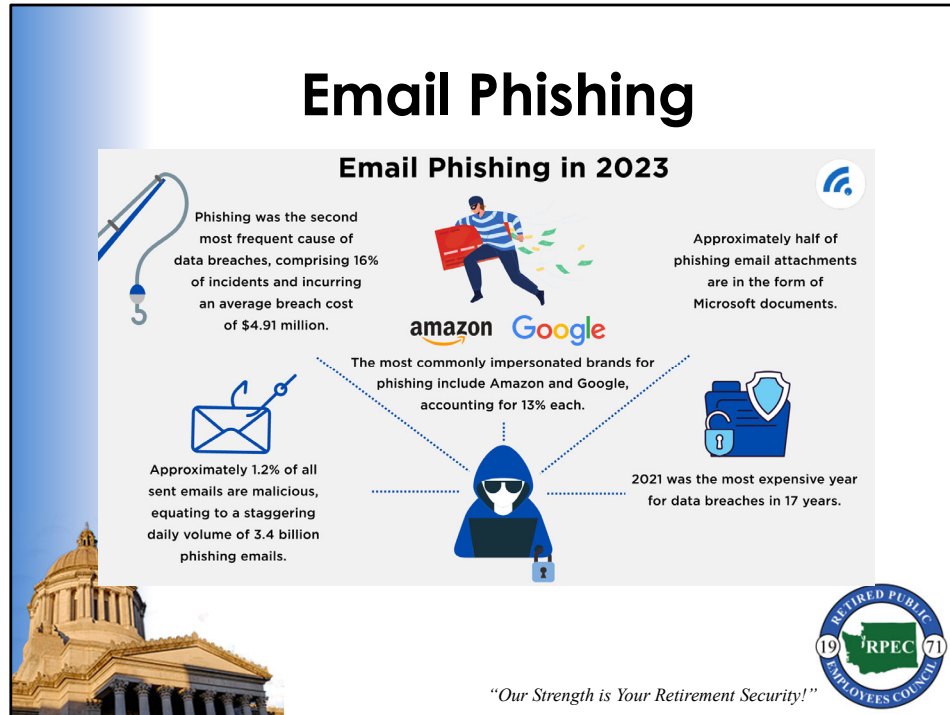 Email Phishing
Email Phishing in 2023
Phishing was the second
most frequent cause of
data breaches, comprising 16%
of incidents and incurring
an average breach cost
of $4.91 million.
amazon Google
The most commonly impersonated brands for
phishing include Amazon and Google,
accounting for 13% each.
Approximately half of
phishing email attachments
are in the form of
Microsoft documents.
Approximately 1.2% of all
sent emails are malicious,
equating to a staggering
daily volume of 3.4 billion
phishing emails.
2021 was the most expensive year
for data breaches in 17 years.
“Our Strength is Your Retirement Security!”
RETIRED PUBLIC
19 RPEC 71
EMPLOYEES COUNCIL